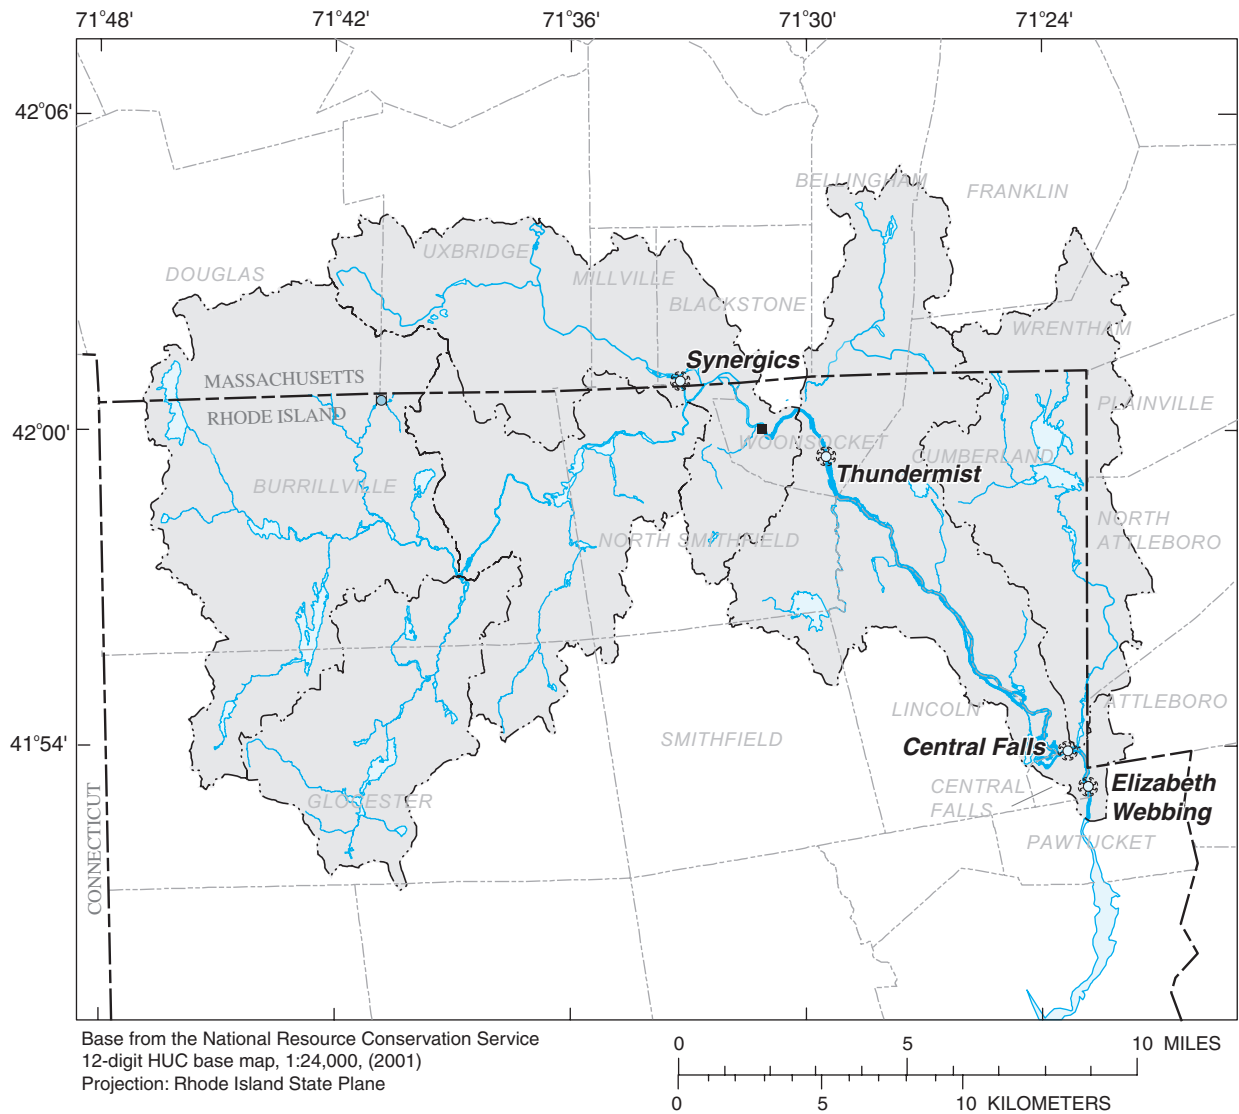 71°48' 71°42' 71°36' 71°30' 71°24'
42°06'
BELLINGHAM
FRANKLIN
UXBRIDGE
DOUGLAS
MILLVILLE
BLACKSTONE
WRENTHAM
Synergics
MASSACHUSETTS
RHODE ISLAND
PLAINVILLE
42°00'
WOONSOCKET
CUMBERLAND
Thundermist
BURRILLVILLE
NORTH
ATTLEBORO
NORTH SMITHFIELD
ATTLEBORO
LINCOLN
SMITHFIELD
41°54'
Central Falls
CENTRAL
FALLS
Elizabeth
Webbing
GLOCESTER
CONNECTICUT
PAWTUCKET
Base from the National Resource Conservation Service
12-digit HUC base map, 1:24,000, (2001)
Projection: Rhode Island State Plane
0 5 10 MILES
0 5 10 KILOMETERS